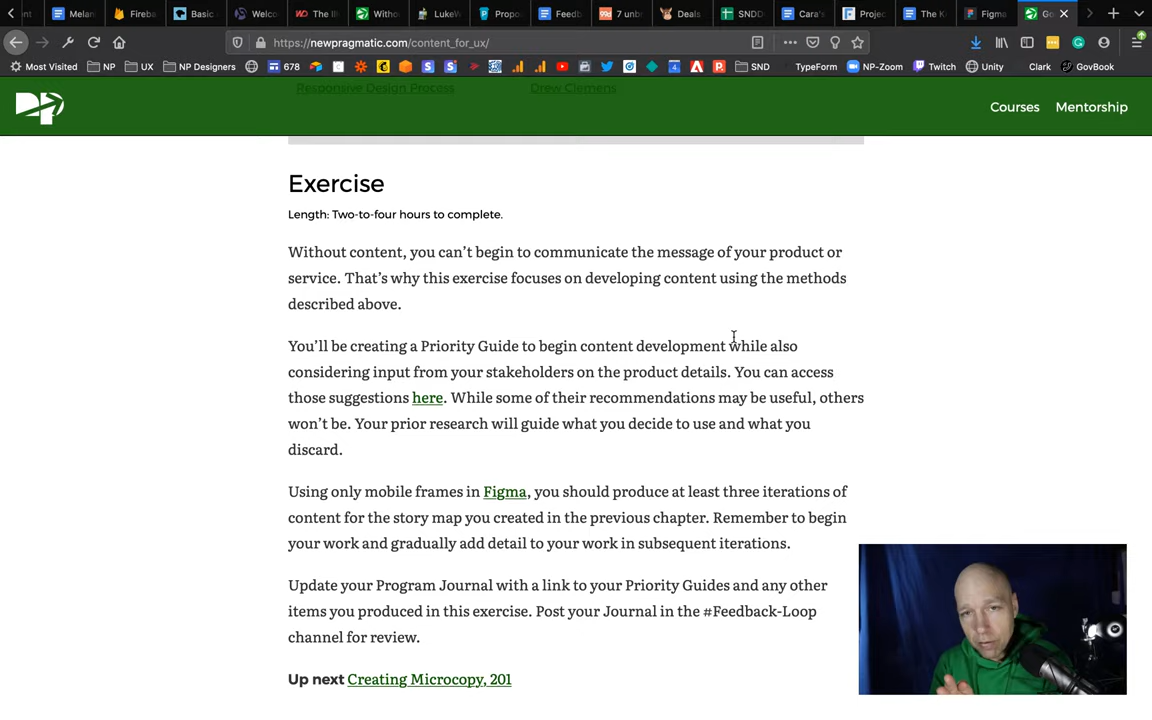 Melani
Fireba
Basic
Welco
The Il
Witho
LukeW
Propo
Feedb
7 unb
Deals
SNDD
Cara's
Projec
The K
Figma
Go
https://newpragmatic.com/content_for_ux/
Most Visited NP UX NP Designers 678 SND TypeForm NP-Zoom Twitch Unity Clark GovBook
Courses Mentorship
Responsive Design Process Drew Clemens
Exercise
Length: Two-to-four hours to complete.
Without content, you can’t begin to communicate the message of your product or
service. That’s why this exercise focuses on developing content using the methods
described above.
You’ll be creating a Priority Guide to begin content development while also
considering input from your stakeholders on the product details. You can access
those suggestions here. While some of their recommendations may be useful, others
won’t be. Your prior research will guide what you decide to use and what you
discard.
Using only mobile frames in Figma, you should produce at least three iterations of
content for the story map you created in the previous chapter. Remember to begin
your work and gradually add detail to your work in subsequent iterations.
Update your Program Journal with a link to your Priority Guides and any other
items you produced in this exercise. Post your Journal in the #Feedback-Loop
channel for review.
Up next Creating Microcopy, 201